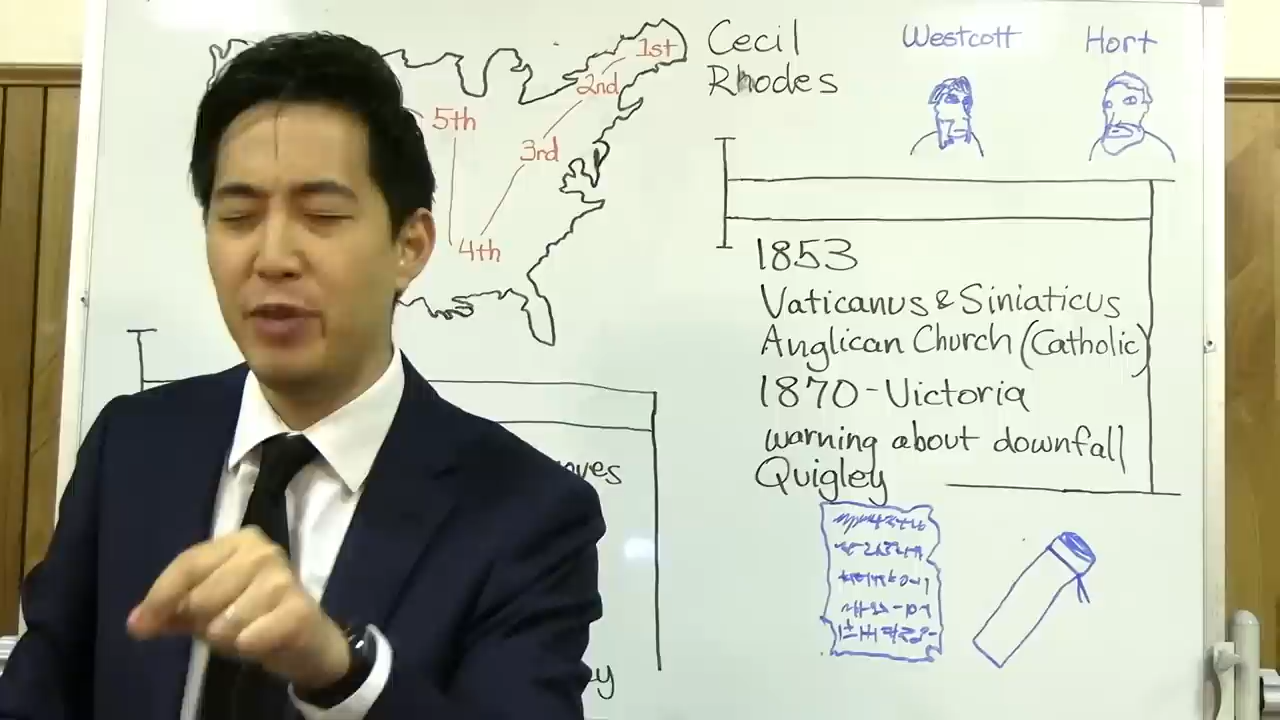 1st
2nd
3rd
4th
5th
Cecil
Rhodes
Westcott
Hort
1853
Vaticanus & Siniaticus
Anglican Church (Catholic)
1870-Victoria
warning about downfall
Quigley